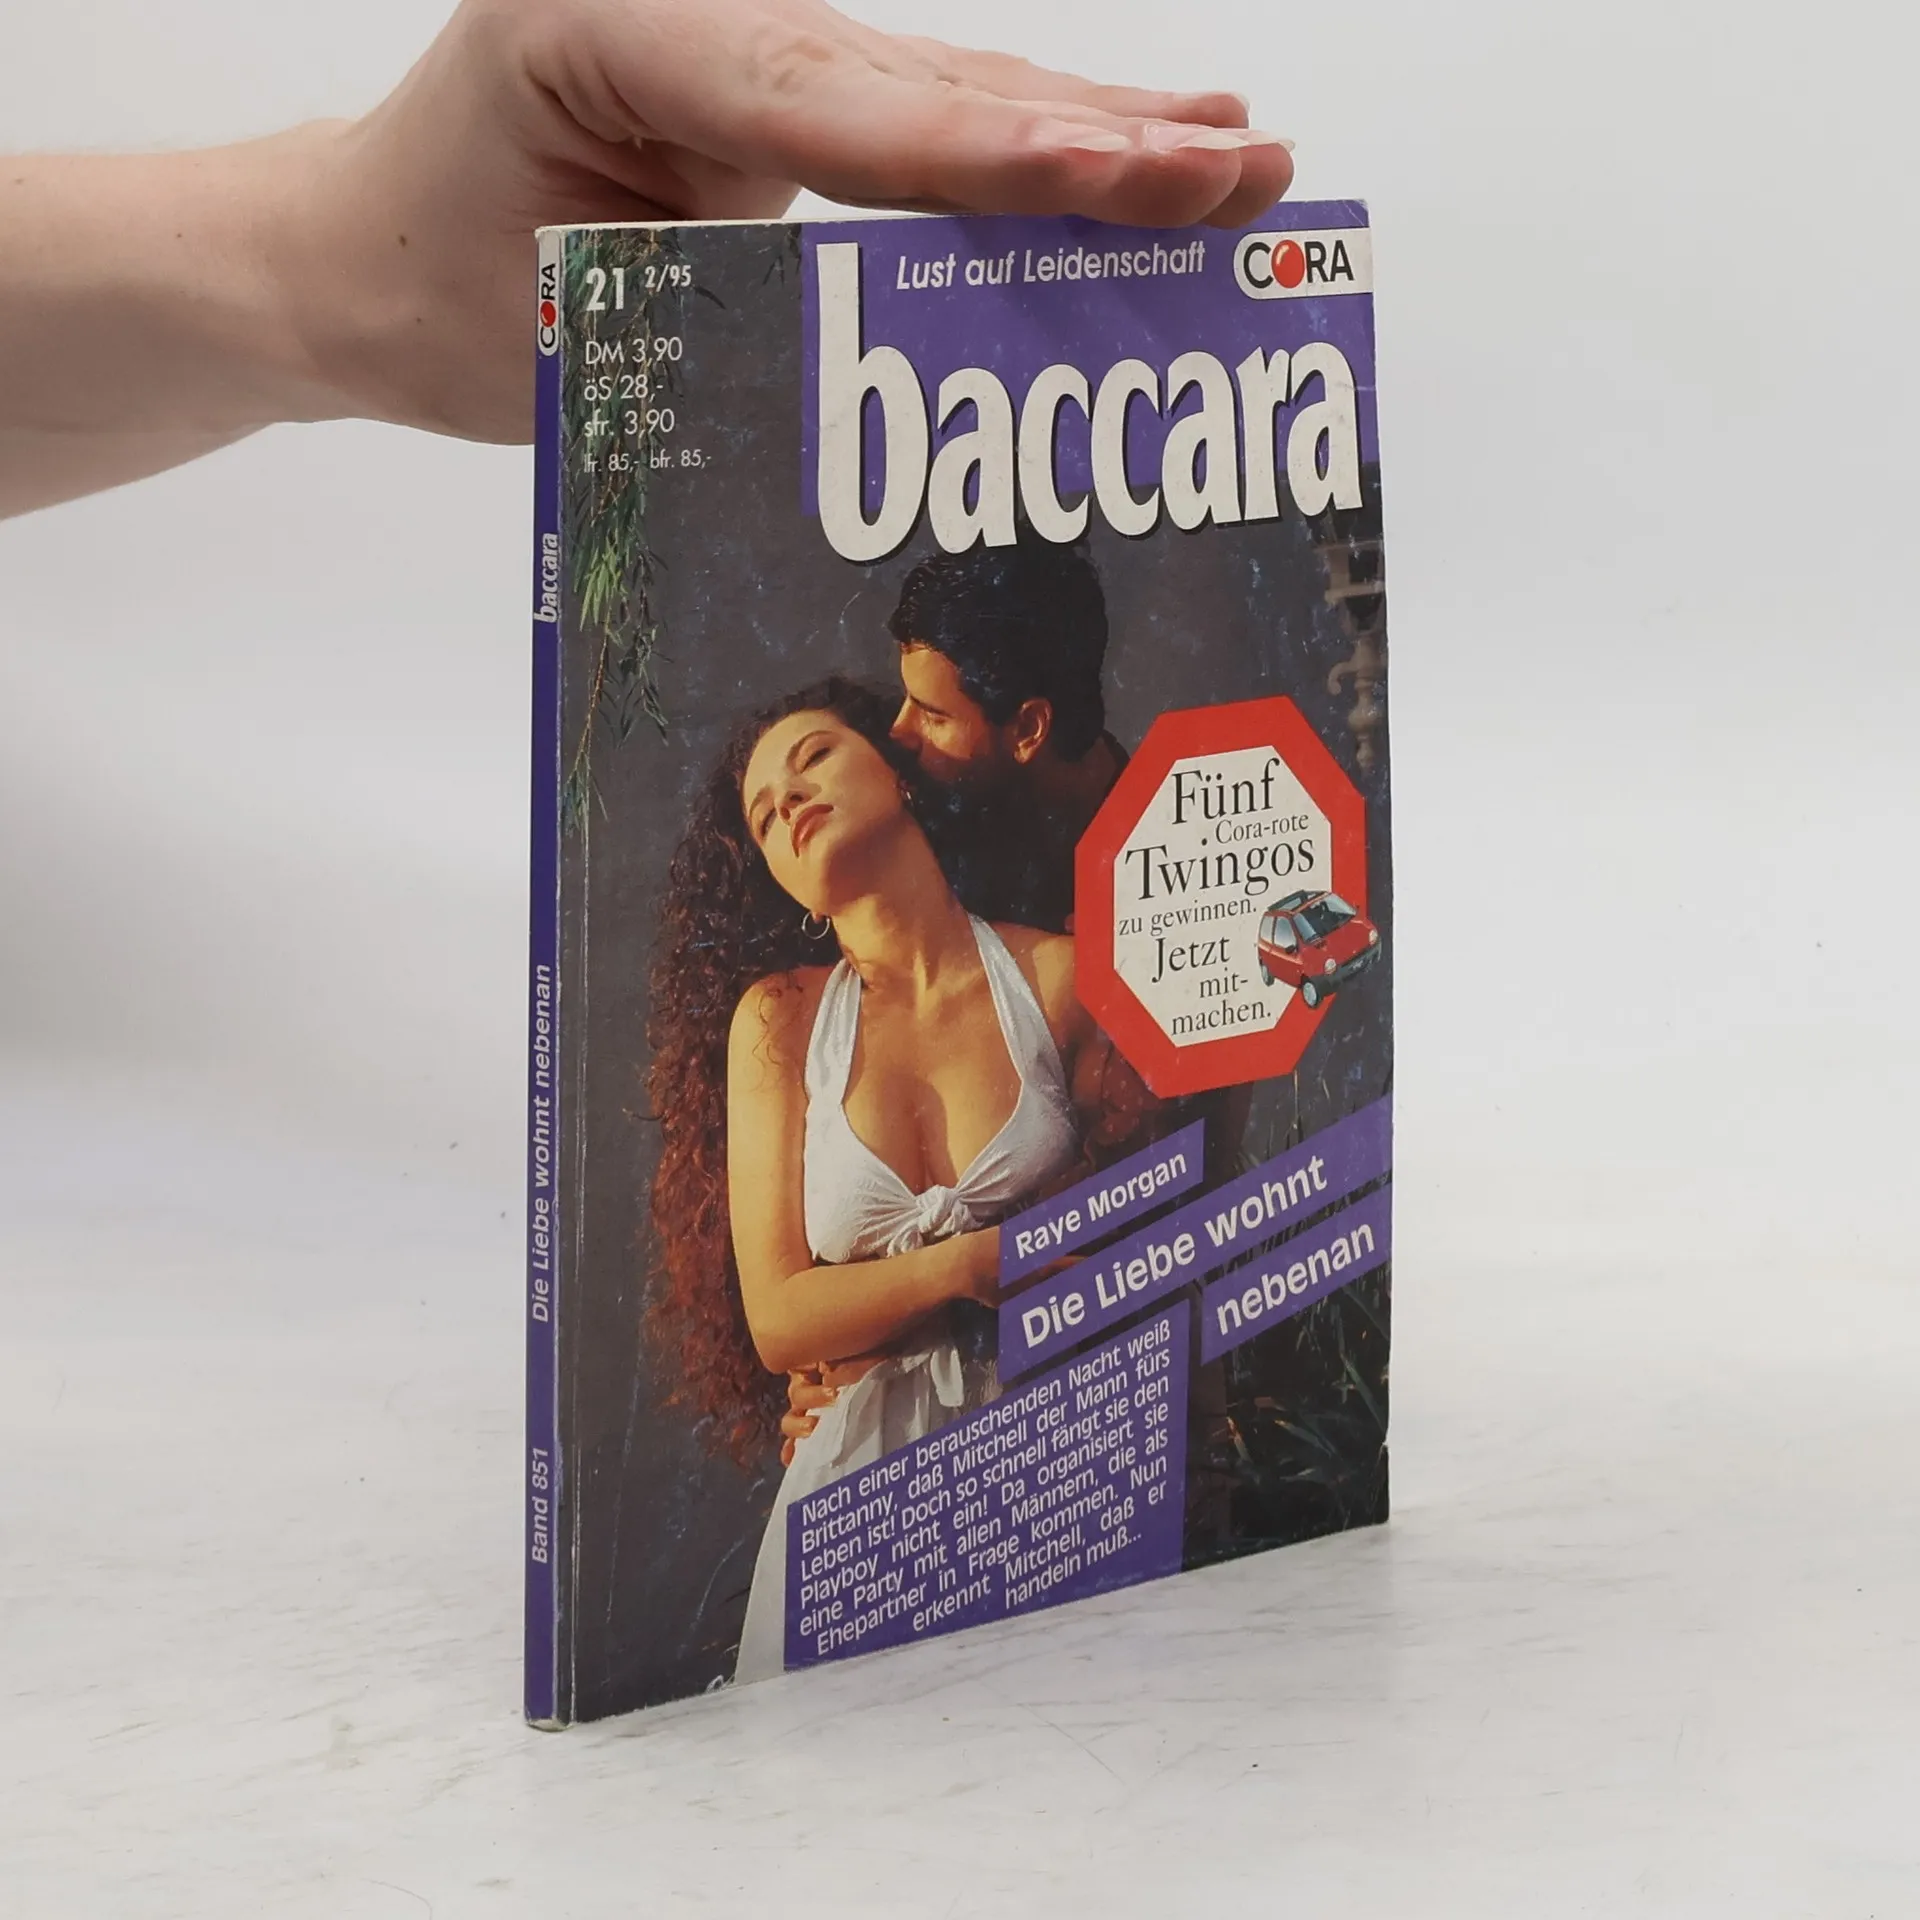 CORA
baccara
Die Liebe wohnt nebenan
Band 851
21 2/95
DM 3,90
öS 28,-
sfr. 3,90
lfr. 85,- bfr. 85,-
Lust auf Leidenschaft
CORA
baccara
Fünf
Cora-rote
Twingos
zu gewinnen.
Jetzt
mit-
machen.
Raye Morgan
Die Liebe wohnt
nebenan
Nach einer berauschenden Nacht weiß
Brittanny, daß Mitchell der Mann fürs
Leben ist! Doch so schnell fängt sie den
Playboy nicht ein! Da organisiert sie
eine Party mit allen Männern, die als
Ehepartner in Frage kommen. Nun
erkennt Mitchell, daß er
handeln muß...